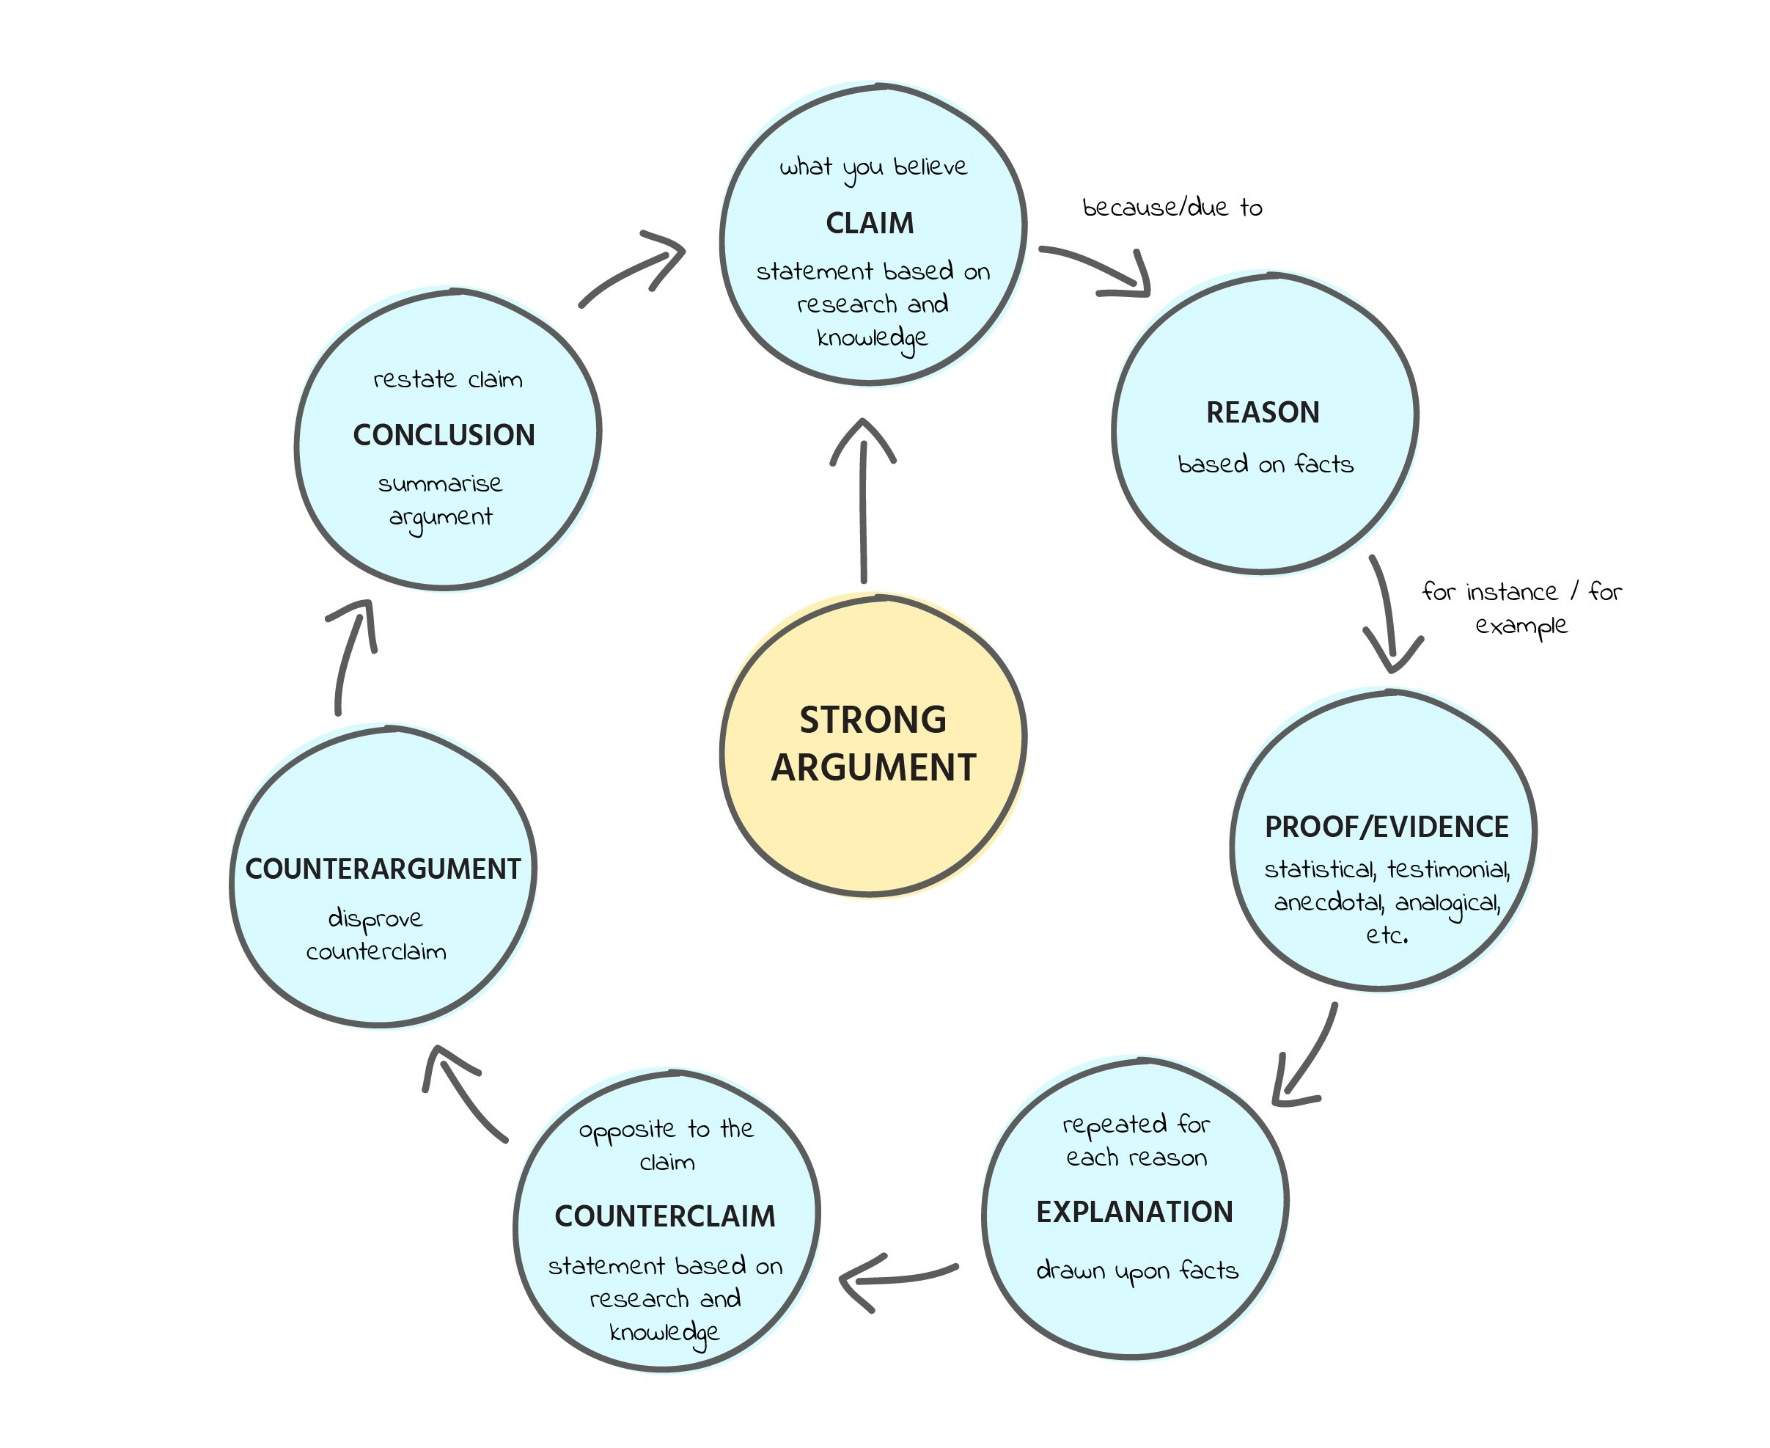 what you believe
CLAIM
statement based on
research and
knowledge
because/due to
REASON
based on facts
for instance / for
example
PROOF/EVIDENCE
statistical, testimonial,
anecdotal, analogical,
etc.
repeated for
each reason
EXPLANATION
drawn upon facts
opposite to the
claim
COUNTERCLAIM
statement based on
research and
knowledge
COUNTERARGUMENT
disprove
counterclaim
restate claim
CONCLUSION
summarise
argument
STRONG
ARGUMENT